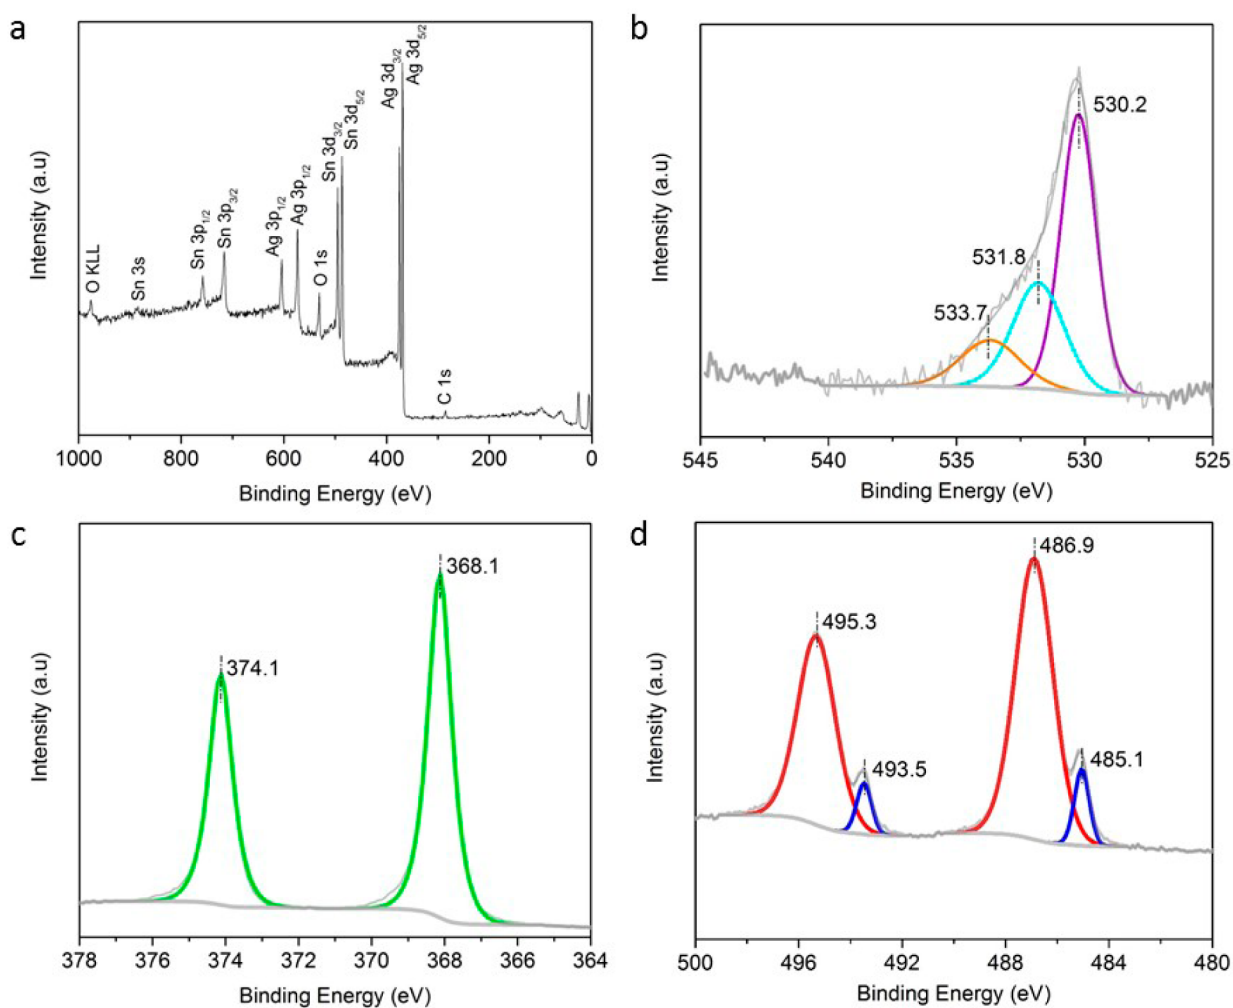 a
Intensity (a.u)
O KLL
Sn 3s
Sn 3p1/2
Sn 3p3/2
Ag 3p1/2
Ag 3p1/2
O 1s
Sn 3d3/2
Sn 3d5/2
Ag 3d3/2
Ag 3d5/2
C 1s
1000 800 600 400 200 0
Binding Energy (eV)
b
Intensity (a.u)
530.2
531.8
533.7
545 540 535 530 525
Binding Energy (eV)
c
Intensity (a.u)
368.1
374.1
378 376 374 372 370 368 366 364
Binding Energy (eV)
d
Intensity (a.u)
486.9
495.3
493.5
485.1
500 496 492 488 484 480
Binding Energy (eV)